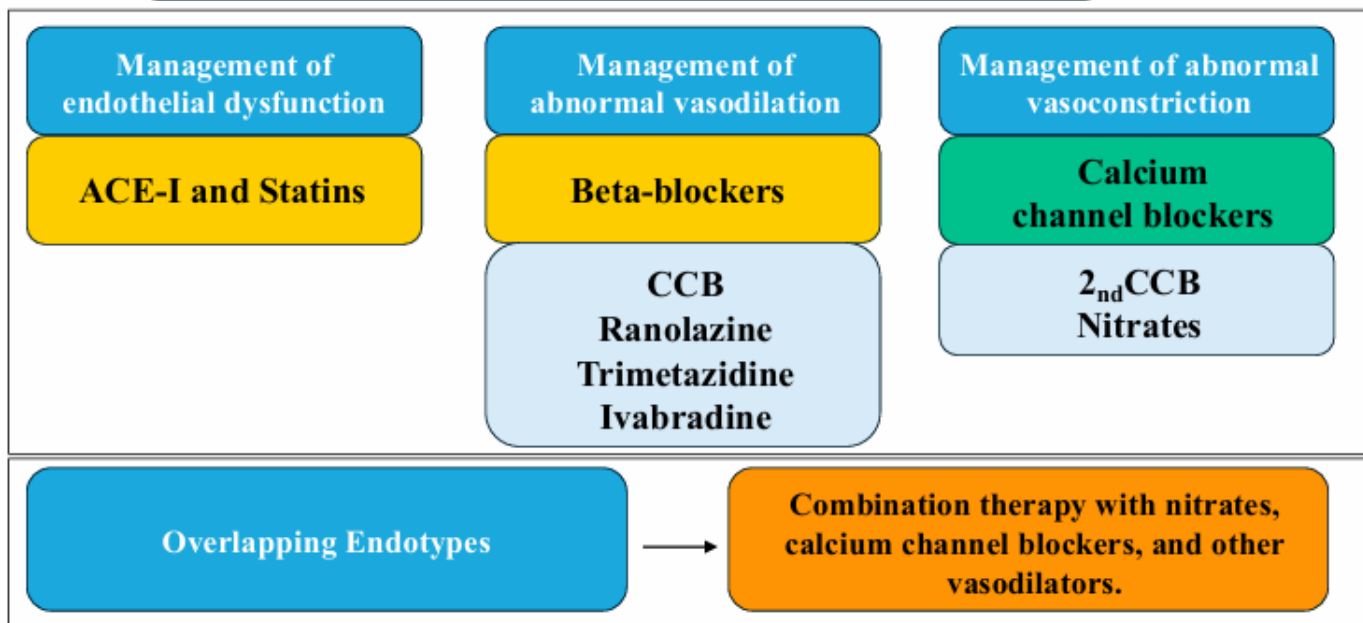 Management of
endothelial dysfunction
ACE-I and Statins
Management of
abnormal vasodilation
Beta-blockers
CCB
Ranolazine
Trimetazidine
Ivabradine
Management of abnormal
vasoconstriction
Calcium
channel blockers
2ndCCB
Nitrates
Overlapping Endotypes
Combination therapy with nitrates,
calcium channel blockers, and other
vasodilators.